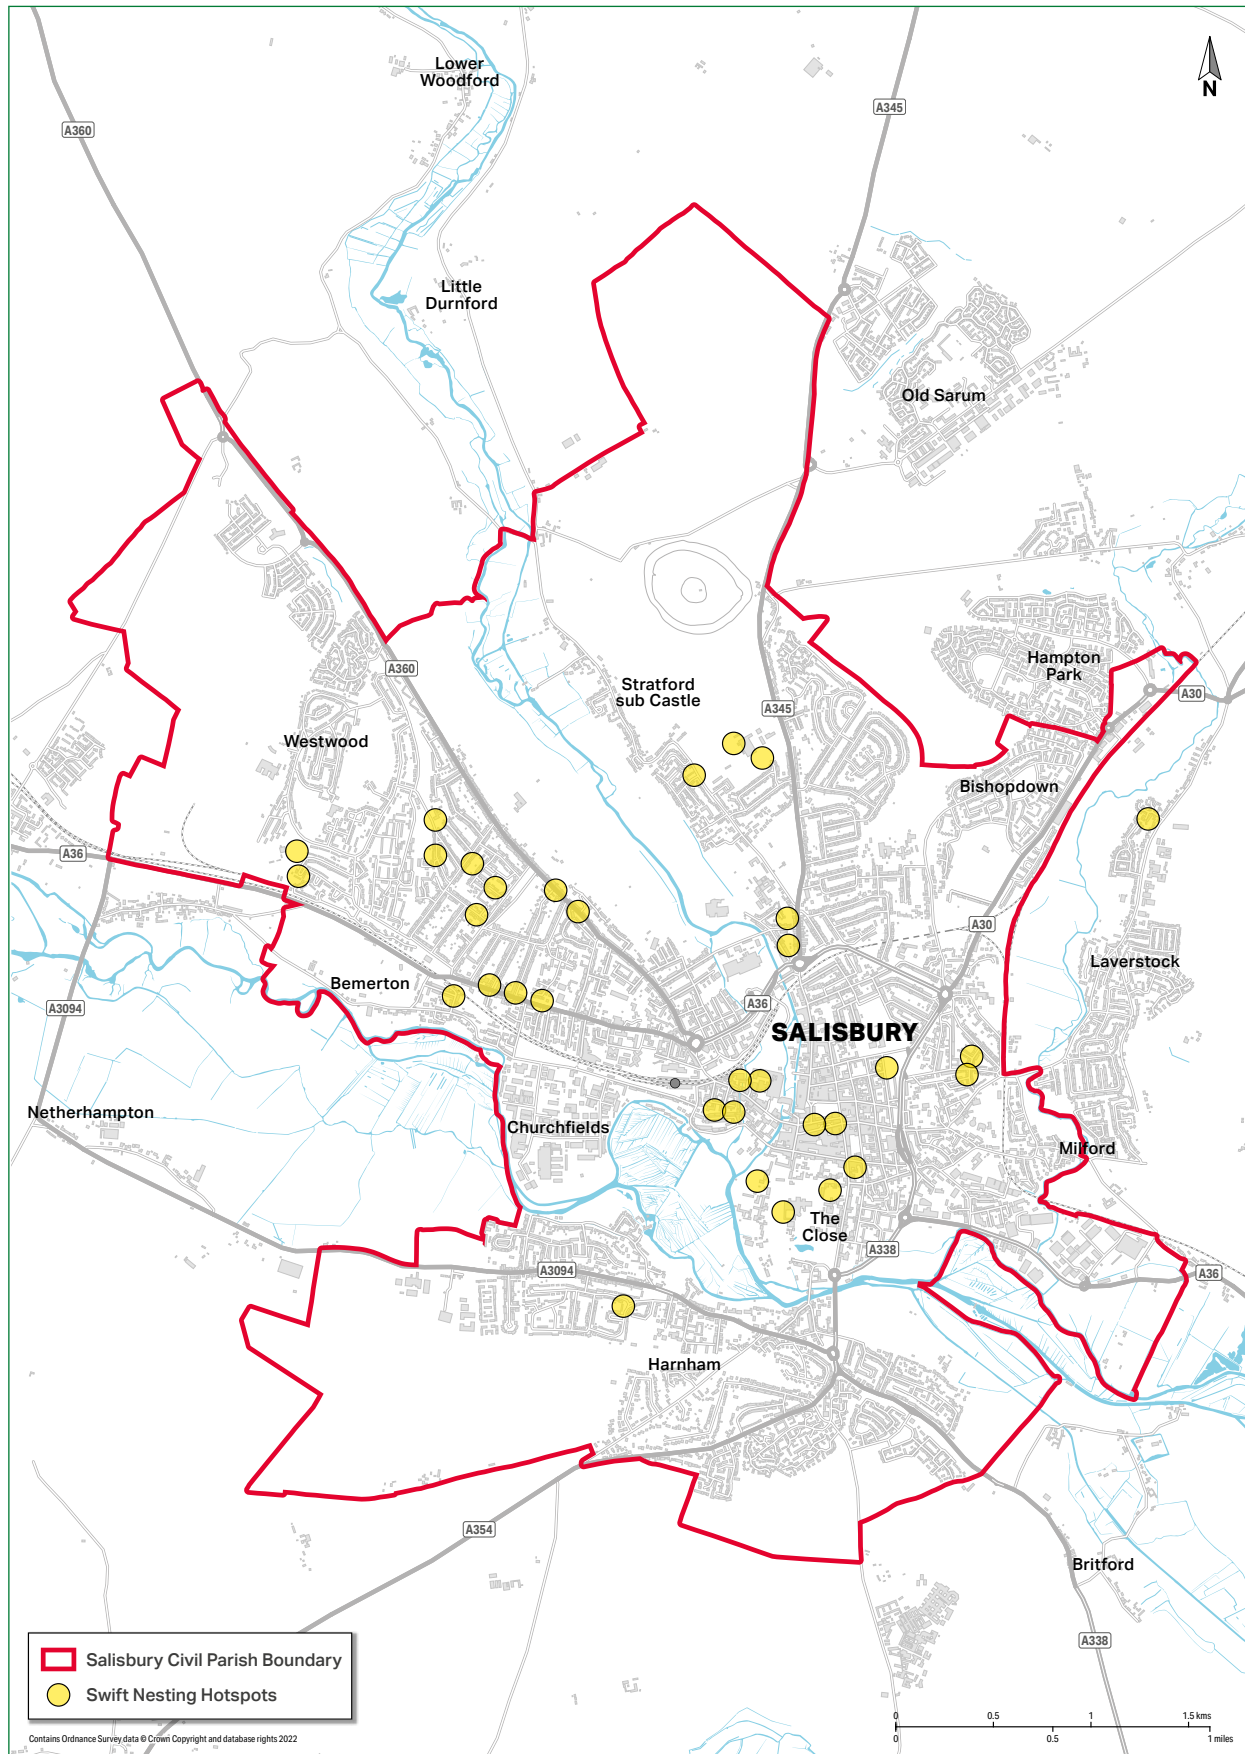 Lower
Woodford
N
A345
A360
Little
Durnford
Old Sarum
Hampton
Park
A360
Stratford
sub Castle
A30
A345
Westwood
Bishopdown
A36
A30
Laverstock
Bemerton
A3094
A36
SALISBURY
Netherhampton
Churchfields
Milford
The
Close
A338
A3094
A36
Harnham
A354
Britford
A338
Salisbury Civil Parish Boundary
Swift Nesting Hotspots
0 0.5 1 1.5 kms
0 0.5 1 miles
Contains Ordnance Survey data © Crown Copyright and database rights 2022